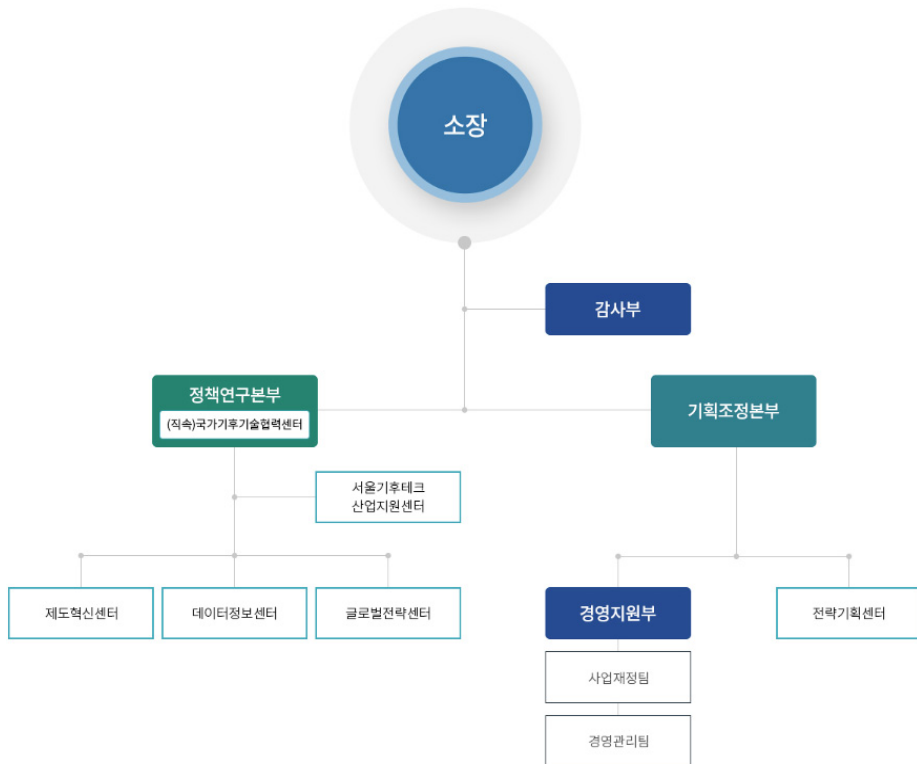 소장
감사부
정책연구본부
(직속)국가기후기술협력센터
기획조정본부
서울기후테크
산업지원센터
제도혁신센터
데이터정보센터
글로벌전략센터
경영지원부
전략기획센터
사업재정팀
경영관리팀